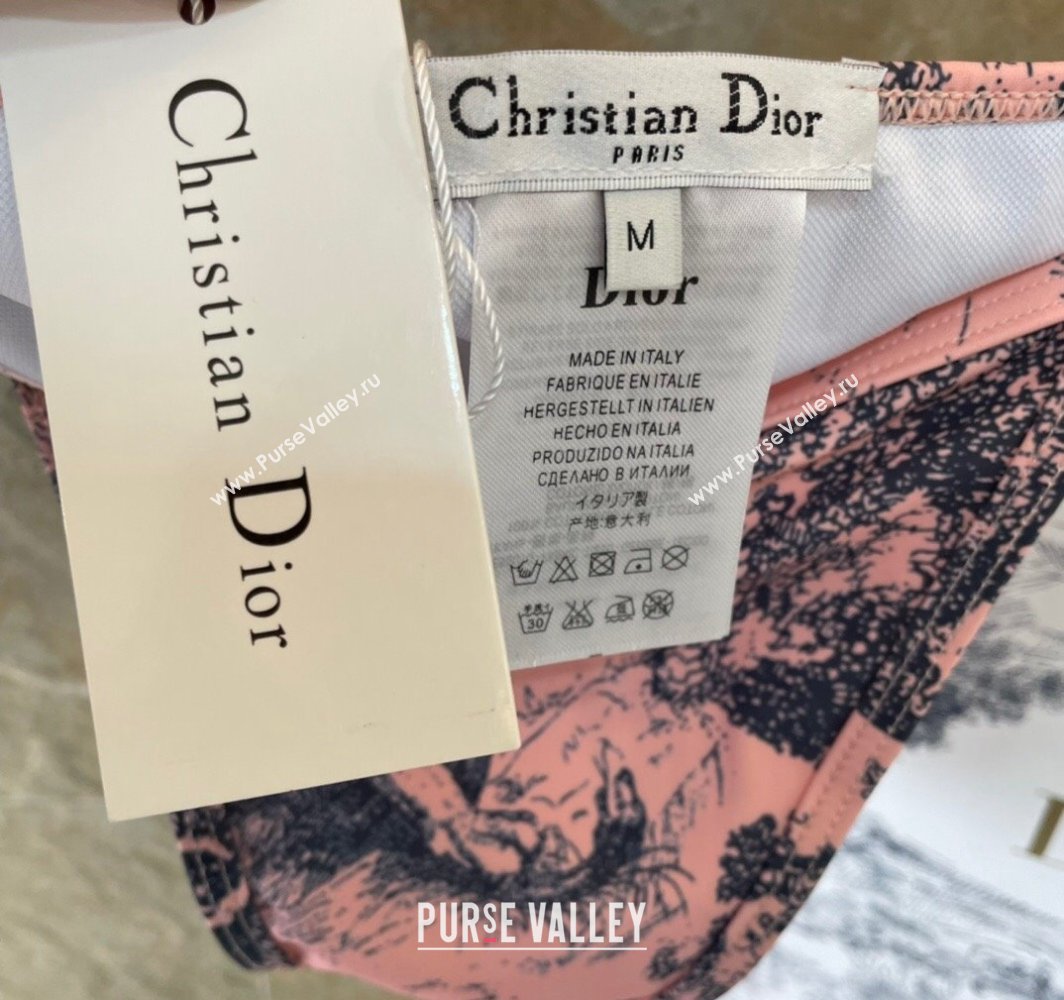 Christian Dior
Christian Dior
PARIS
M
Dior
MADE IN ITALY
FABRIQUE EN ITALIE
HERGESTELLT IN ITALIEN
HECHO EN ITALIA
PRODUZIDO NA ITALIA
СДЕЛАНО В ИТАЛИИ
イタリア製
产地:意大利
30
www.PurseValley.ru
www.PurseValley.ru
PURSE VALLEY